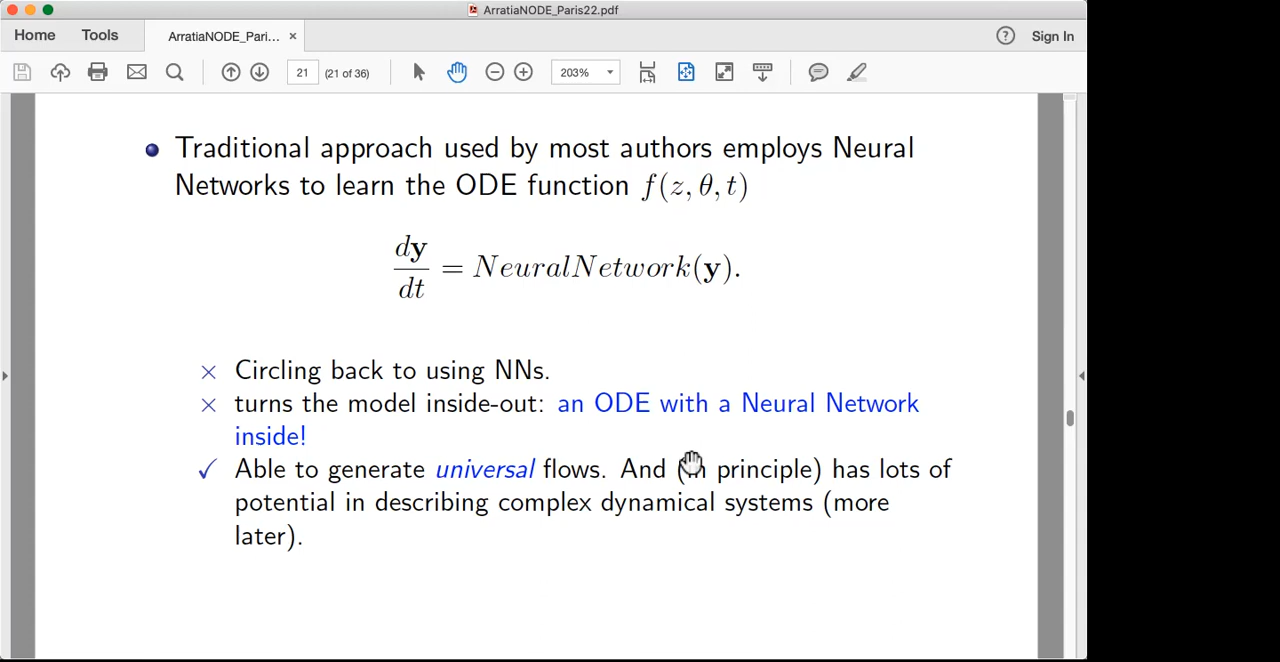 ArratiaNODE_Paris22.pdf
Home Tools ArratiaNODE_Pari... × Sign In
21 (21 of 36) 203%
Traditional approach used by most authors employs Neural
Networks to learn the ODE function f(z, θ, t)
dy/dt = NeuralNetwork(y).
× Circling back to using NNs.
× turns the model inside-out: an ODE with a Neural Network
inside!
✓ Able to generate universal flows. And principle) has lots of
potential in describing complex dynamical systems (more
later).